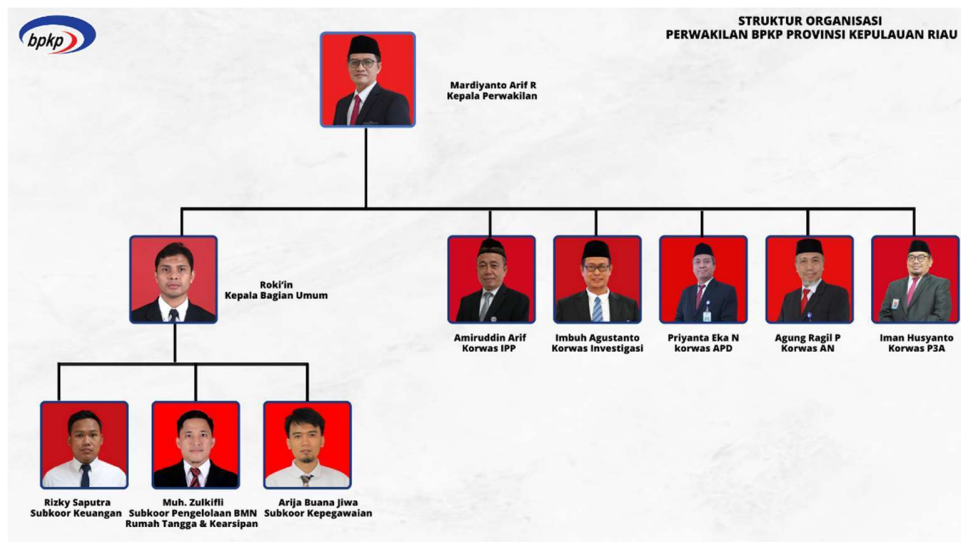 bpkp
STRUKTUR ORGANISASI
PERWAKILAN BPKP PROVINSI KEPULAUAN RIAU
Mardiyanto Arif R
Kepala Perwakilan
Roki'in
Kepala Bagian Umum
Amiruddin Arif
Korwas IPP
Imbuh Agustanto
Korwas Investigasi
Priyanta Eka N
korwas APD
Agung Ragil P
Korwas AN
Iman Husyanto
Korwas P3A
Rizky Saputra
Subkoor Keuangan
Muh. Zulkifli
Subkoor Pengelolaan BMN
Rumah Tangga & Kearsipan
Arija Buana Jiwa
Subkoor Kepegawaian